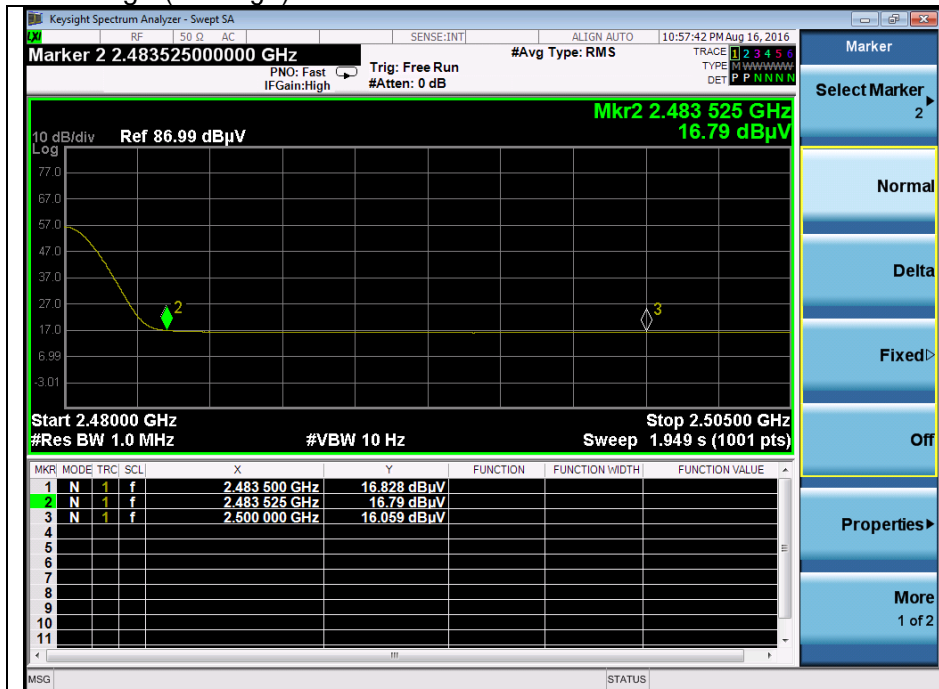 Keysight Spectrum Analyzer - Swept SA
LXI RF 50 Ω AC SENSE:INT ALIGN AUTO 10:57:42 PM Aug 16, 2016
Marker 2 2.483525000000 GHz
PNO: Fast
IFGain:High
Trig: Free Run
#Atten: 0 dB
#Avg Type: RMS
TRACE 1 2 3 4 5 6
TYPE M WWWWW
DET P P N N N N
Mkr2 2.483 525 GHz
16.79 dBµV
10 dB/div Ref 86.99 dBµV
Log
77.0
67.0
57.0
47.0
37.0
27.0
17.0
6.99
-3.01
2
3
Start 2.48000 GHz Stop 2.50500 GHz
#Res BW 1.0 MHz #VBW 10 Hz Sweep 1.949 s (1001 pts)
MKR MODE TRC SCL X Y FUNCTION FUNCTION WIDTH FUNCTION VALUE
1 N 1 f 2.483 500 GHz 16.828 dBµV
2 N 1 f 2.483 525 GHz 16.79 dBµV
3 N 1 f 2.500 000 GHz 16.059 dBµV
4
5
6
7
8
9
10
11
MSG STATUS
Marker
Select Marker
2
Normal
Delta
Fixed
Off
Properties
More
1 of 2